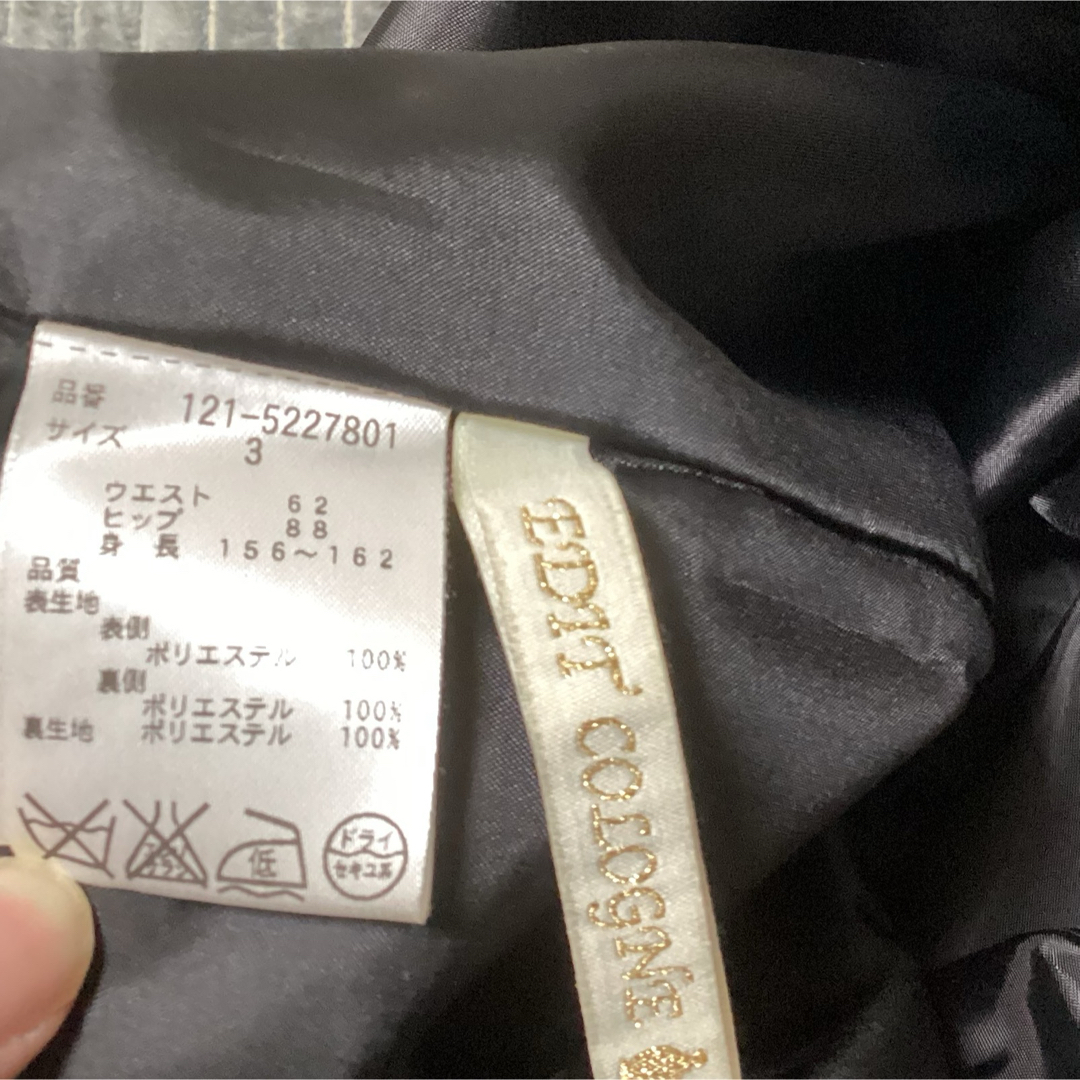 品番 121-5227801
サイズ 3
ウエスト 62
ヒップ 88
身 長 156～162
品質
表生地
表側
ポリエステル 100%
裏側
ポリエステル 100%
裏生地 ポリエステル 100%
低
ドライ
セキユ系
EDIT COLOGNE